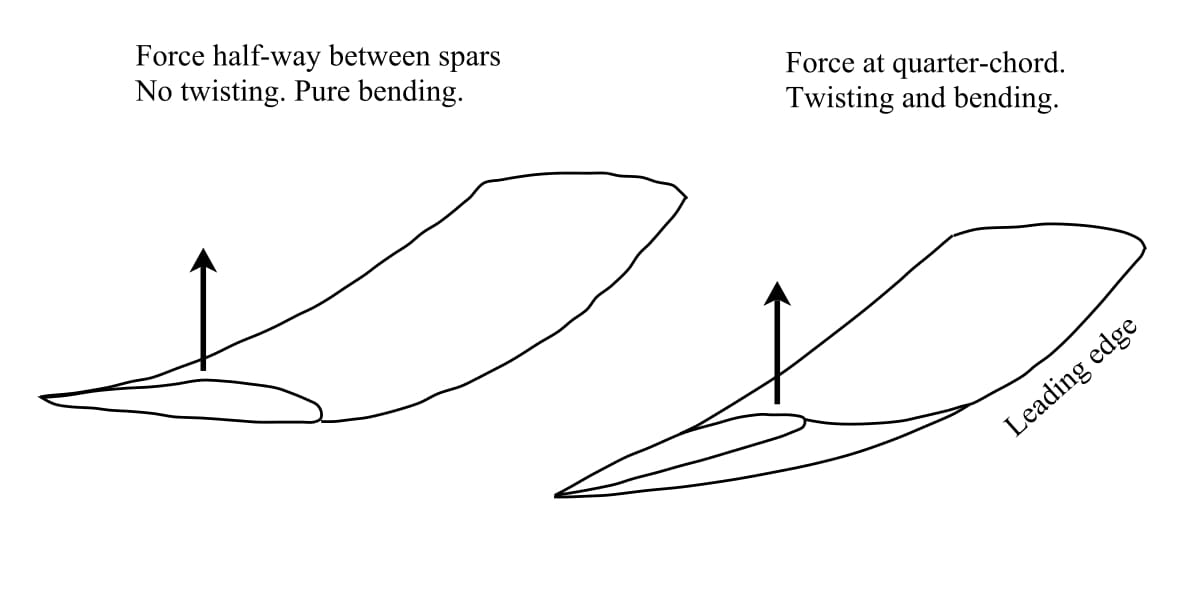 Force half-way between spars
No twisting. Pure bending.
Force at quarter-chord.
Twisting and bending.
Leading edge